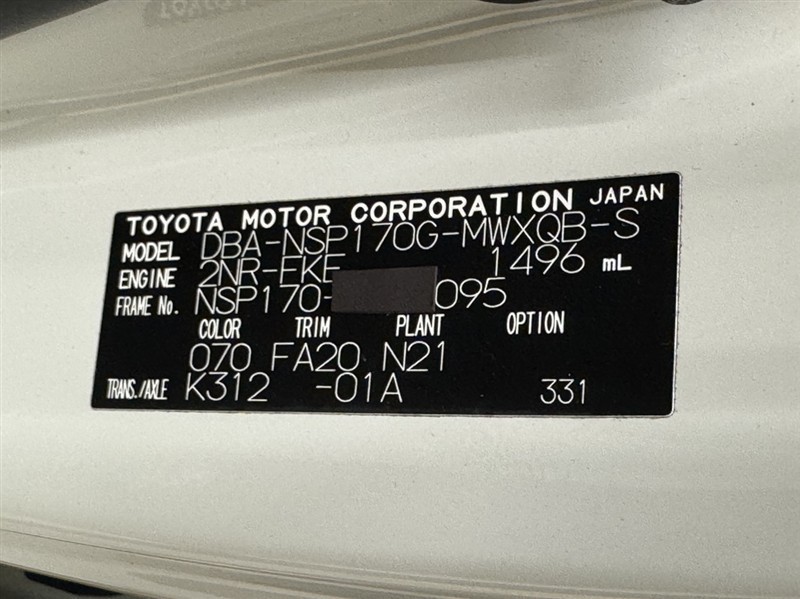 TOYOTA MOTOR CORPORATION JAPAN
MODEL DBA-NSP170G-MWXQB-S
ENGINE 2NR-FKE 1496 mL
FRAME No. NSP170- 095
COLOR TRIM PLANT OPTION
070 FA20 N21
TRANS./AXLE K312 -01A 331